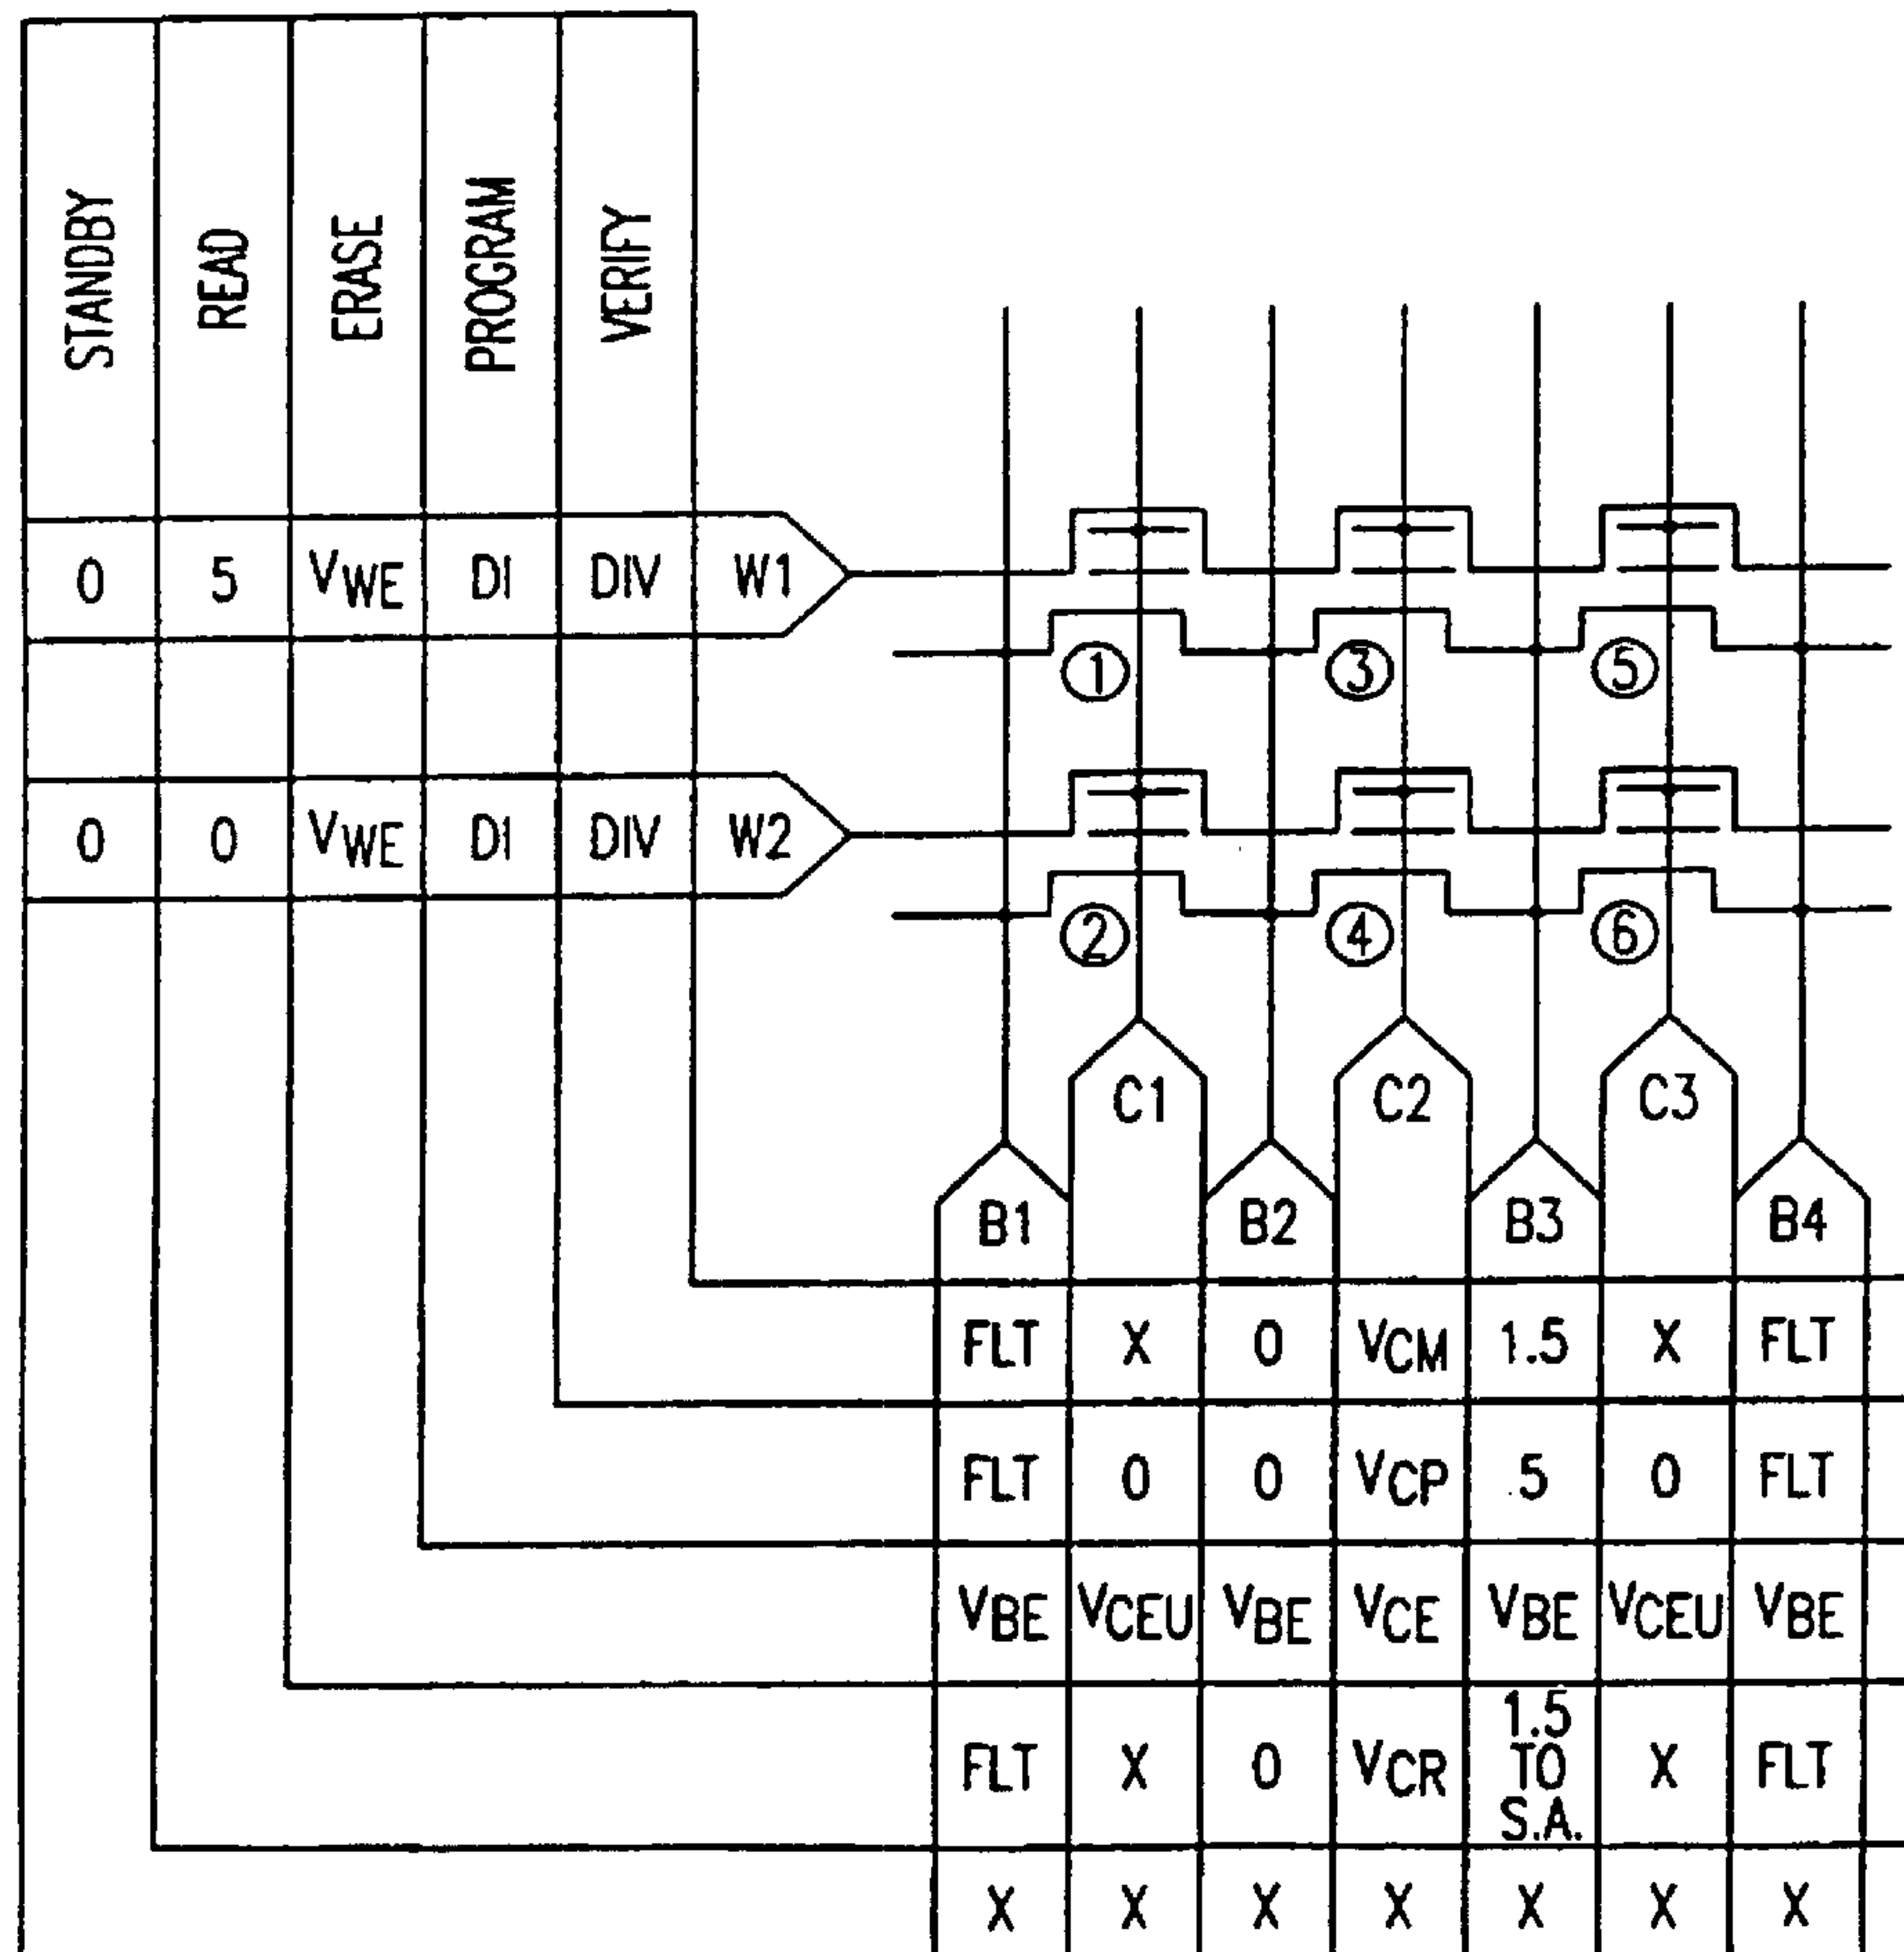 STANDBY
READ
ERASE
PROGRAM
VERIFY
0 5 VWE DI DIV W1
1 3 5
0 0 VWE DI DIV W2
2 4 6
C1 C2 C3
B1 B2 B3 B4
FLT X 0 VCM 1.5 X FLT
FLT 0 0 VCP 5 0 FLT
VBE VCEU VBE VCE VBE VCEU VBE
FLT X 0 VCR 1.5 TO S.A. X FLT
X X X X X X X